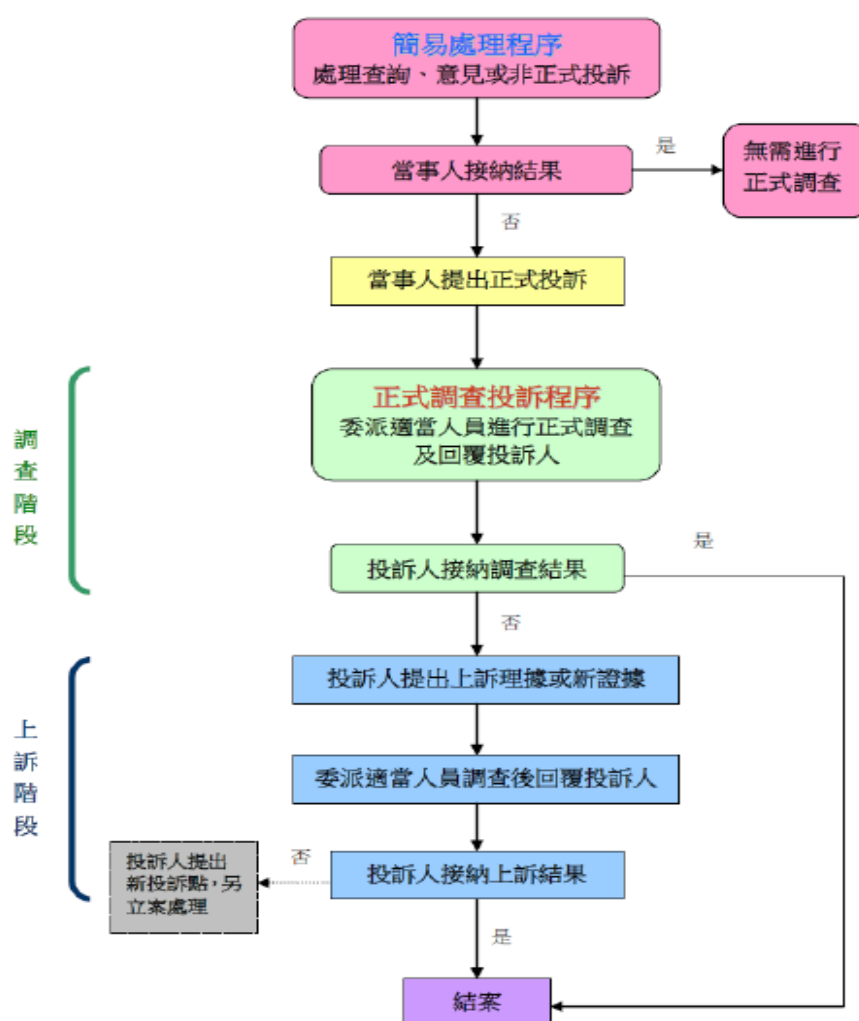 簡易處理程序
處理查詢、意見或非正式投訴
當事人接納結果
是
無需進行
正式調查
否
當事人提出正式投訴
調查階段
正式調查投訴程序
委派適當人員進行正式調查
及回覆投訴人
投訴人接納調查結果
是
否
上訴階段
投訴人提出上訴理據或新證據
委派適當人員調查後回覆投訴人
投訴人接納上訴結果
否
投訴人提出
新投訴點，另
立案處理
是
結案